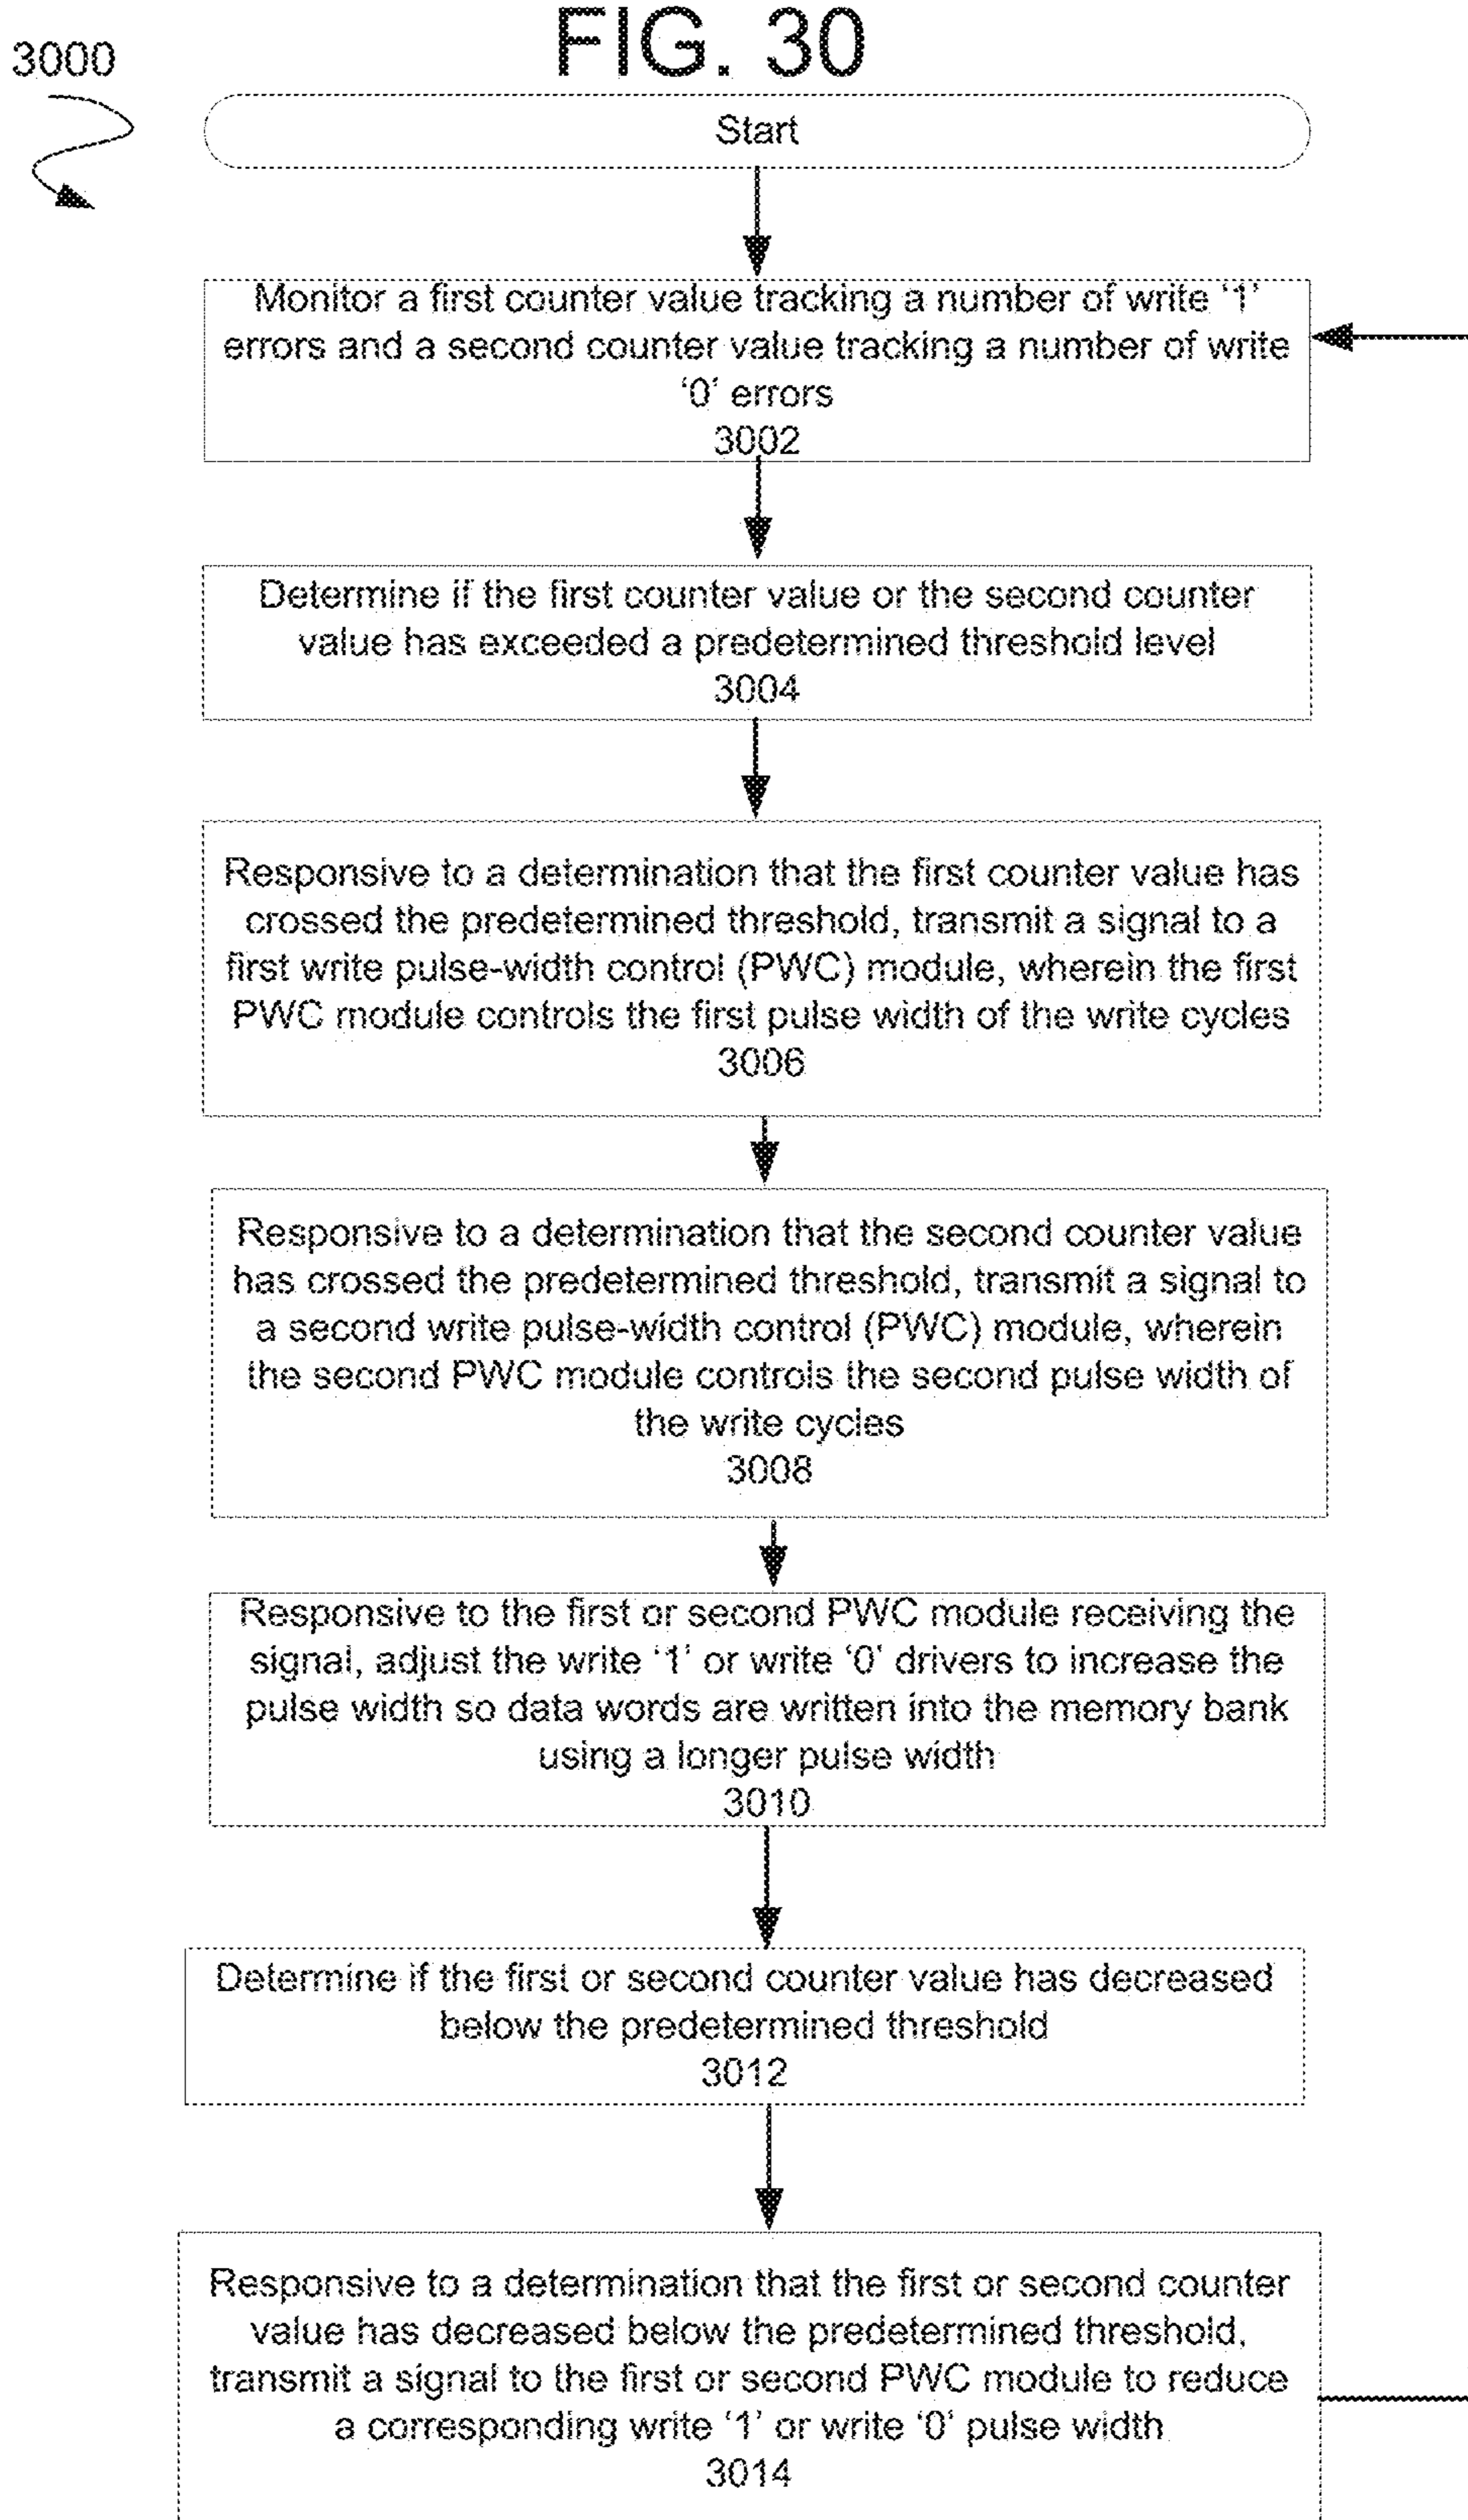 FIG. 30
3000
Start
Monitor a first counter value tracking a number of write ‘1’
errors and a second counter value tracking a number of write
‘0’ errors
3002
Determine if the first counter value or the second counter
value has exceeded a predetermined threshold level
3004
Responsive to a determination that the first counter value has
crossed the predetermined threshold, transmit a signal to a
first write pulse-width control (PWC) module, wherein the first
PWC module controls the first pulse width of the write cycles
3006
Responsive to a determination that the second counter value
has crossed the predetermined threshold, transmit a signal to
a second write pulse-width control (PWC) module, wherein
the second PWC module controls the second pulse width of
the write cycles
3008
Responsive to the first or second PWC module receiving the
signal, adjust the write ‘1’ or write ‘0’ drivers to increase the
pulse width so data words are written into the memory bank
using a longer pulse width
3010
Determine if the first or second counter value has decreased
below the predetermined threshold
3012
Responsive to a determination that the first or second counter
value has decreased below the predetermined threshold,
transmit a signal to the first or second PWC module to reduce
a corresponding write ‘1’ or write ‘0’ pulse width
3014